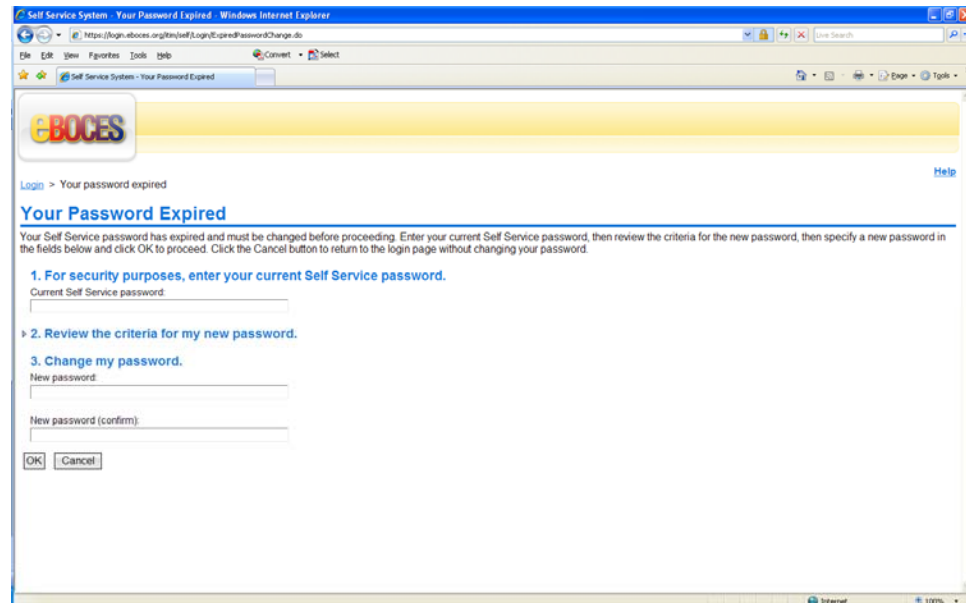 Self Service System - Your Password Expired - Windows Internet Explorer
https://login.eboces.org/itim/self/Login/ExpiredPasswordChange.do
Live Search
File Edit View Favorites Tools Help Convert Select
Self Service System - Your Password Expired
Page Tools
eBOCES
Help
Login > Your password expired
Your Password Expired
Your Self Service password has expired and must be changed before proceeding. Enter your current Self Service password, then review the criteria for the new password, then specify a new password in
the fields below and click OK to proceed. Click the Cancel button to return to the login page without changing your password.
1. For security purposes, enter your current Self Service password.
Current Self Service password:
2. Review the criteria for my new password.
3. Change my password.
New password:
New password (confirm):
OK Cancel
Internet 100%